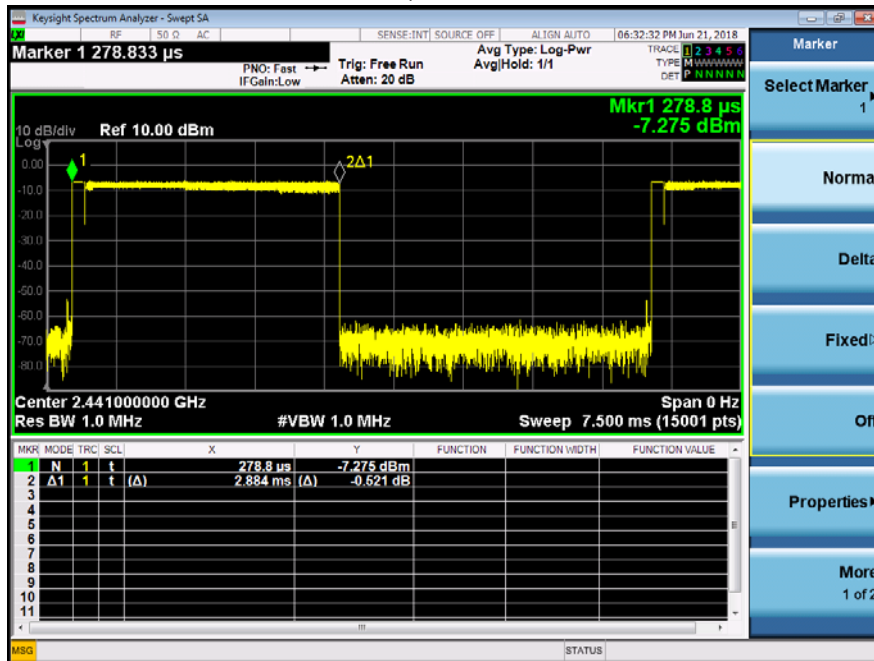 Keysight Spectrum Analyzer - Swept SA
LXI RF 50 Ω AC SENSE:INT SOURCE OFF ALIGN AUTO 06:32:32 PM Jun 21, 2018
Marker 1 278.833 µs
PNO: Fast
IFGain:Low
Trig: Free Run
Atten: 20 dB
Avg Type: Log-Pwr
Avg|Hold: 1/1
TRACE 1 2 3 4 5 6
TYPE M W W W W W
DET P N N N N N
Mkr1 278.8 µs
-7.275 dBm
10 dB/div Ref 10.00 dBm
Log
1
2Δ1
0.00
-10.0
-20.0
-30.0
-40.0
-50.0
-60.0
-70.0
-80.0
Center 2.441000000 GHz Span 0 Hz
Res BW 1.0 MHz #VBW 1.0 MHz Sweep 7.500 ms (15001 pts)
MKR MODE TRC SCL X Y FUNCTION FUNCTION WIDTH FUNCTION VALUE
1 N 1 t 278.8 us -7.275 dBm
2 Δ1 1 t (Δ) 2.884 ms (Δ) -0.521 dB
3
4
5
6
7
8
9
10
11
MSG STATUS
Marker
Select Marker
1
Norma
Delta
Fixed
Of
Properties
More
1 of 2